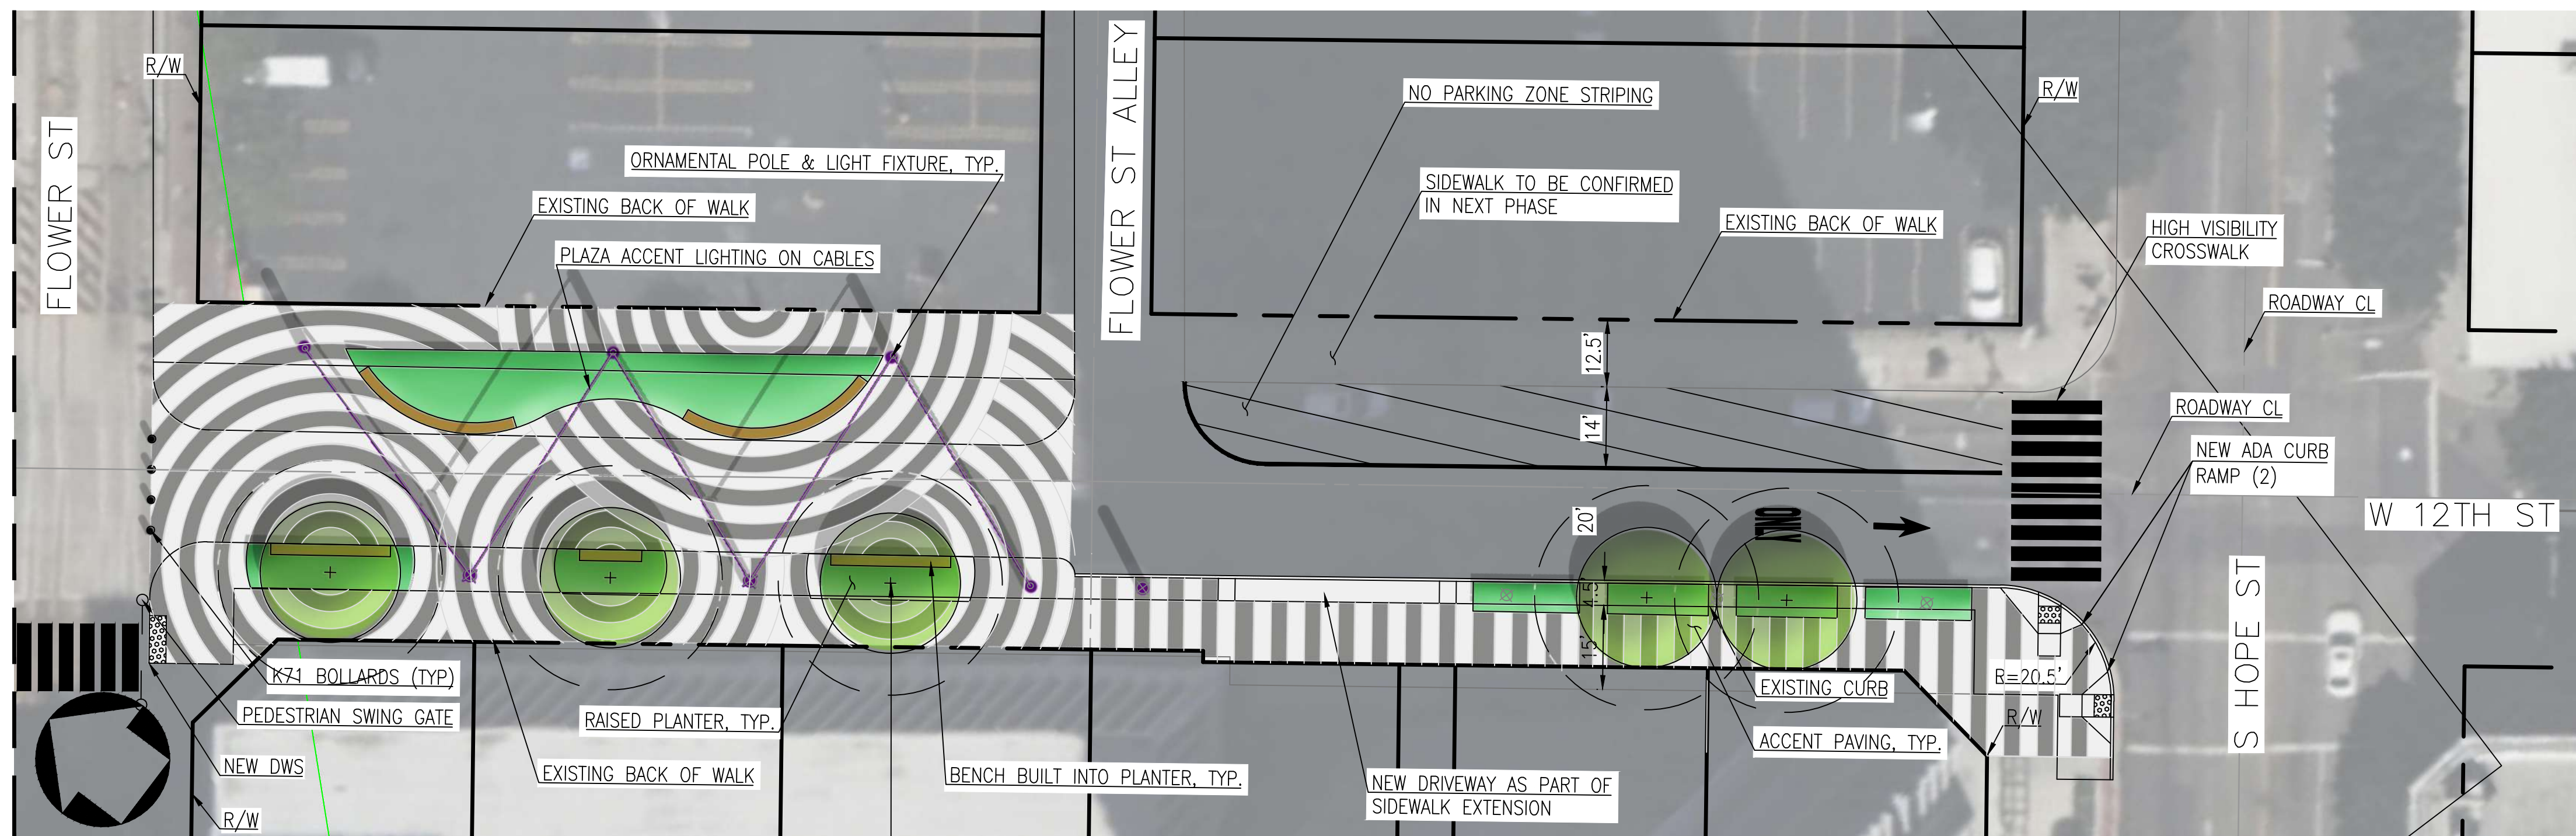 FLOWER ST
R/W
FLOWER ST ALLEY
ORNAMENTAL POLE & LIGHT FIXTURE, TYP.
EXISTING BACK OF WALK
PLAZA ACCENT LIGHTING ON CABLES
NO PARKING ZONE STRIPING
SIDEWALK TO BE CONFIRMED
IN NEXT PHASE
EXISTING BACK OF WALK
R/W
HIGH VISIBILITY
CROSSWALK
ROADWAY CL
ROADWAY CL
NEW ADA CURB
RAMP (2)
W 12TH ST
S HOPE ST
12.5'
14'
20'
4.5'
15'
ONLY
R=20.5'
R/W
K71 BOLLARDS (TYP)
PEDESTRIAN SWING GATE
NEW DWS
R/W
RAISED PLANTER, TYP.
EXISTING BACK OF WALK
BENCH BUILT INTO PLANTER, TYP.
NEW DRIVEWAY AS PART OF
SIDEWALK EXTENSION
EXISTING CURB
ACCENT PAVING, TYP.